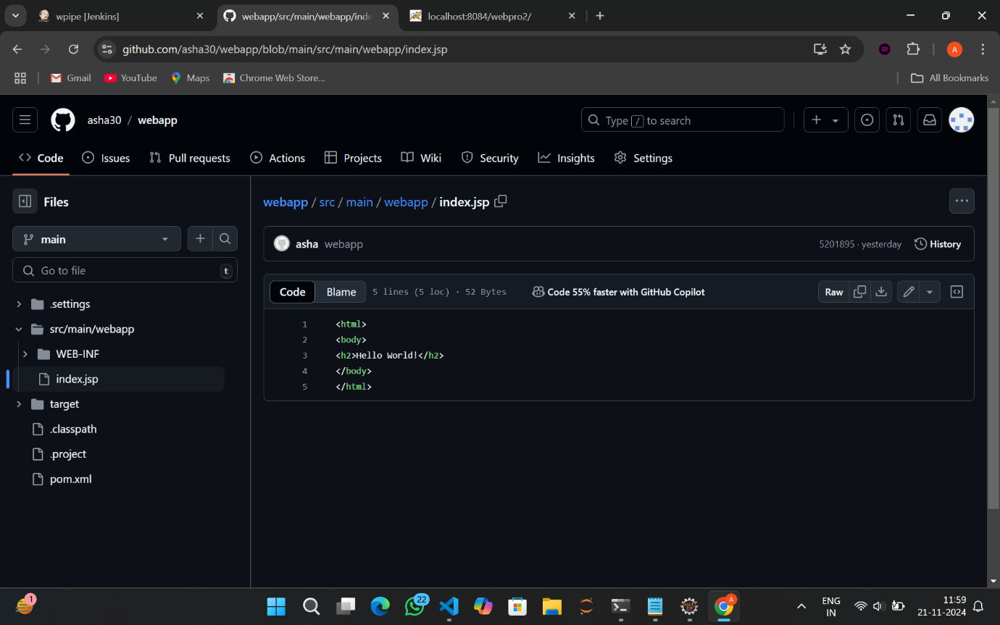 wpipe [Jenkins]
webapp/src/main/webapp/inde
localhost:8084/webpro2/
github.com/asha30/webapp/blob/main/src/main/webapp/index.jsp
BR
A
Gmail
YouTube
Maps
Chrome Web Store...
All Bookmarks
asha30 / webapp
Type / to search
Code
Issues
Pull requests
Actions
Projects
Wiki
Security
Insights
Settings
Files
main
Go to file
t
.settings
src/main/webapp
WEB-INF
index.jsp
target
.classpath
.project
pom.xml
webapp / src / main / webapp / index.jsp
asha webapp
5201895 · yesterday
History
Code
Blame
5 lines (5 loc) · 52 Bytes
Code 55% faster with GitHub Copilot
Raw
1 <html>
2 <body>
3 <h2>Hello World!</h2>
4 </body>
5 </html>
1
22
A
ENG
IN
11:59
21-11-2024